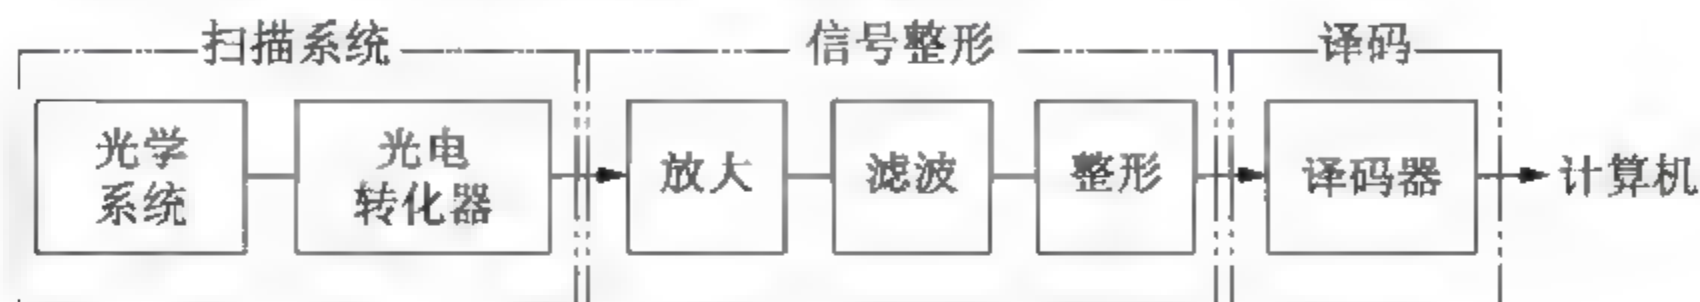 扫描系统
信号整形
译码
光学
系统
光电
转化器
放大
滤波
整形
译码器
计算机